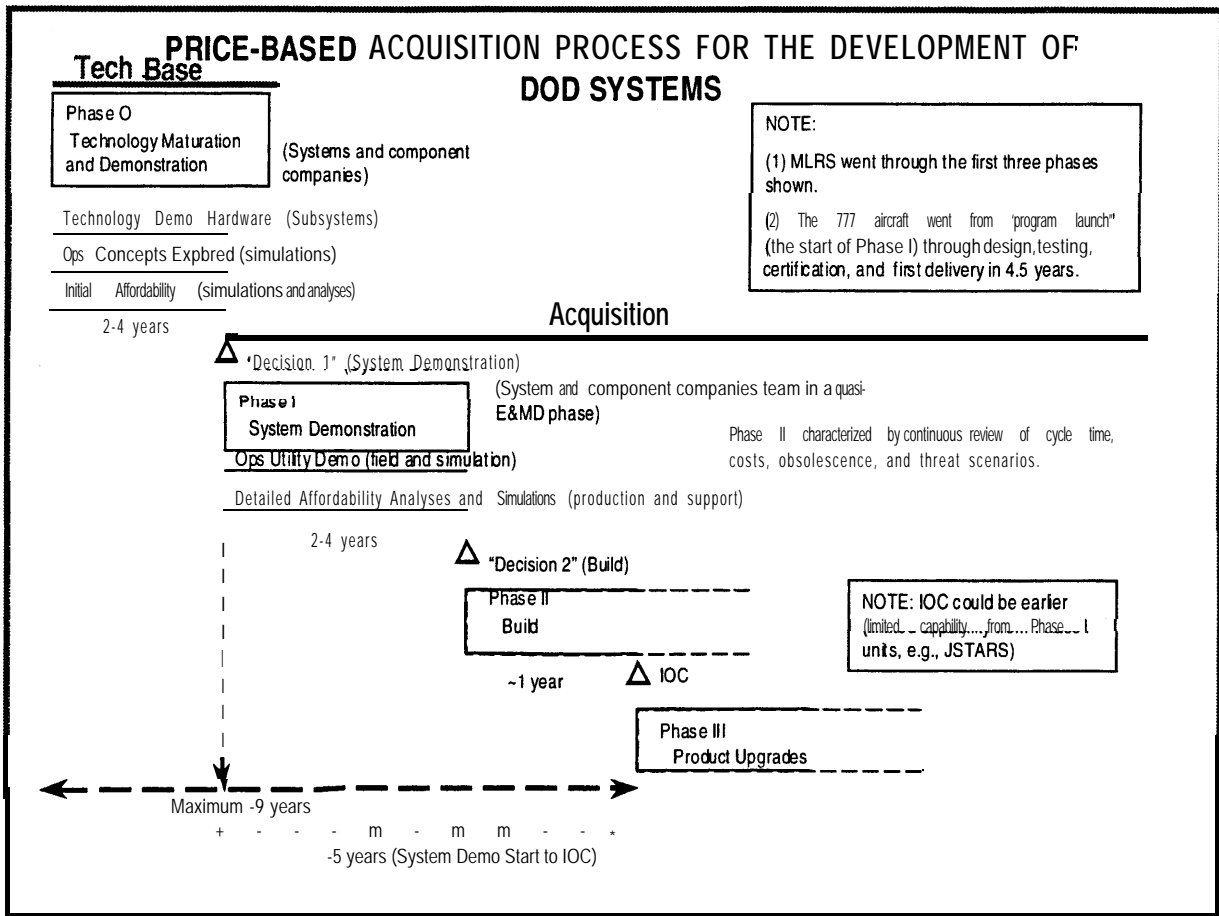 PRICE-BASED ACQUISITION PROCESS FOR THE DEVELOPMENT OF
DOD SYSTEMS
Tech Base
Phase O
Technology Maturation
and Demonstration
(Systems and component
companies)
NOTE:
(1) MLRS went through the first three phases
shown.
(2) The 777 aircraft went from 'program launch"
(the start of Phase I) through design, testing,
certification, and first delivery in 4.5 years.
Technology Demo Hardware (Subsystems)
Ops Concepts Expbred (simulations)
Initial Affordability (simulations and analyses)
2-4 years
Acquisition
"Decision 1" (System Demonstration)
Phase I
System Demonstration
(System and component companies team in a quasi-
E&MD phase)
Phase II characterized by continuous review of cycle time,
costs, obsolescence, and threat scenarios.
Ops Utility Demo (field and simulation)
Detailed Affordability Analyses and Simulations (production and support)
2-4 years
"Decision 2" (Build)
Phase II
Build
NOTE: IOC could be earlier
(limited capability from Phase I
units, e.g., JSTARS)
~1 year
IOC
Phase III
Product Upgrades
Maximum -9 years
+ - - - m - m m - - *
-5 years (System Demo Start to IOC)